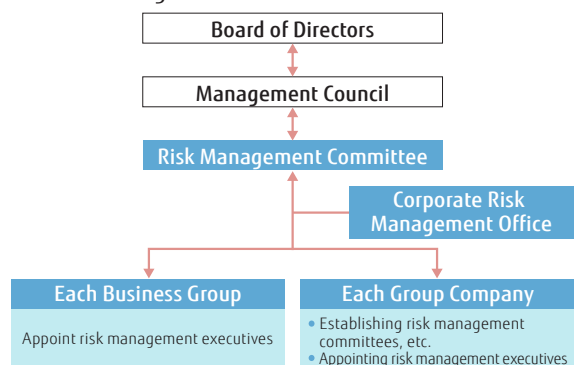 Board of Directors
Management Council
Risk Management Committee
Corporate Risk
Management Office
Each Business Group
Appoint risk management executives
Each Group Company
• Establishing risk management
committees, etc.
• Appointing risk management executives